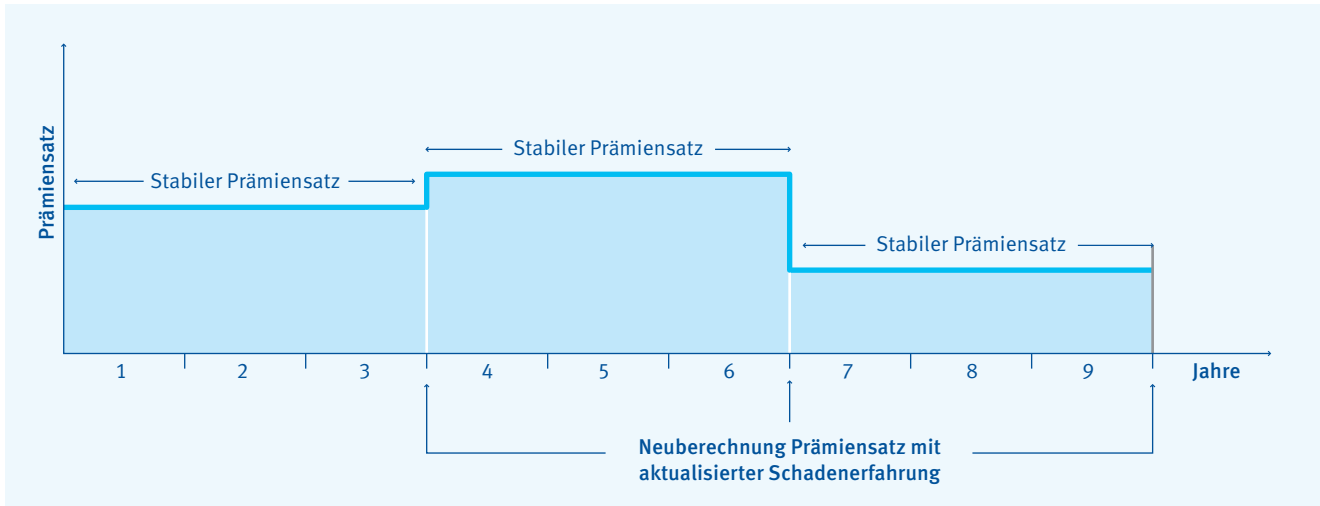 Prämiensatz
Stabiler Prämiensatz
Stabiler Prämiensatz
Stabiler Prämiensatz
1 2 3 4 5 6 7 8 9 Jahre
Neuberechnung Prämiensatz mit
aktualisierter Schadenerfahrung